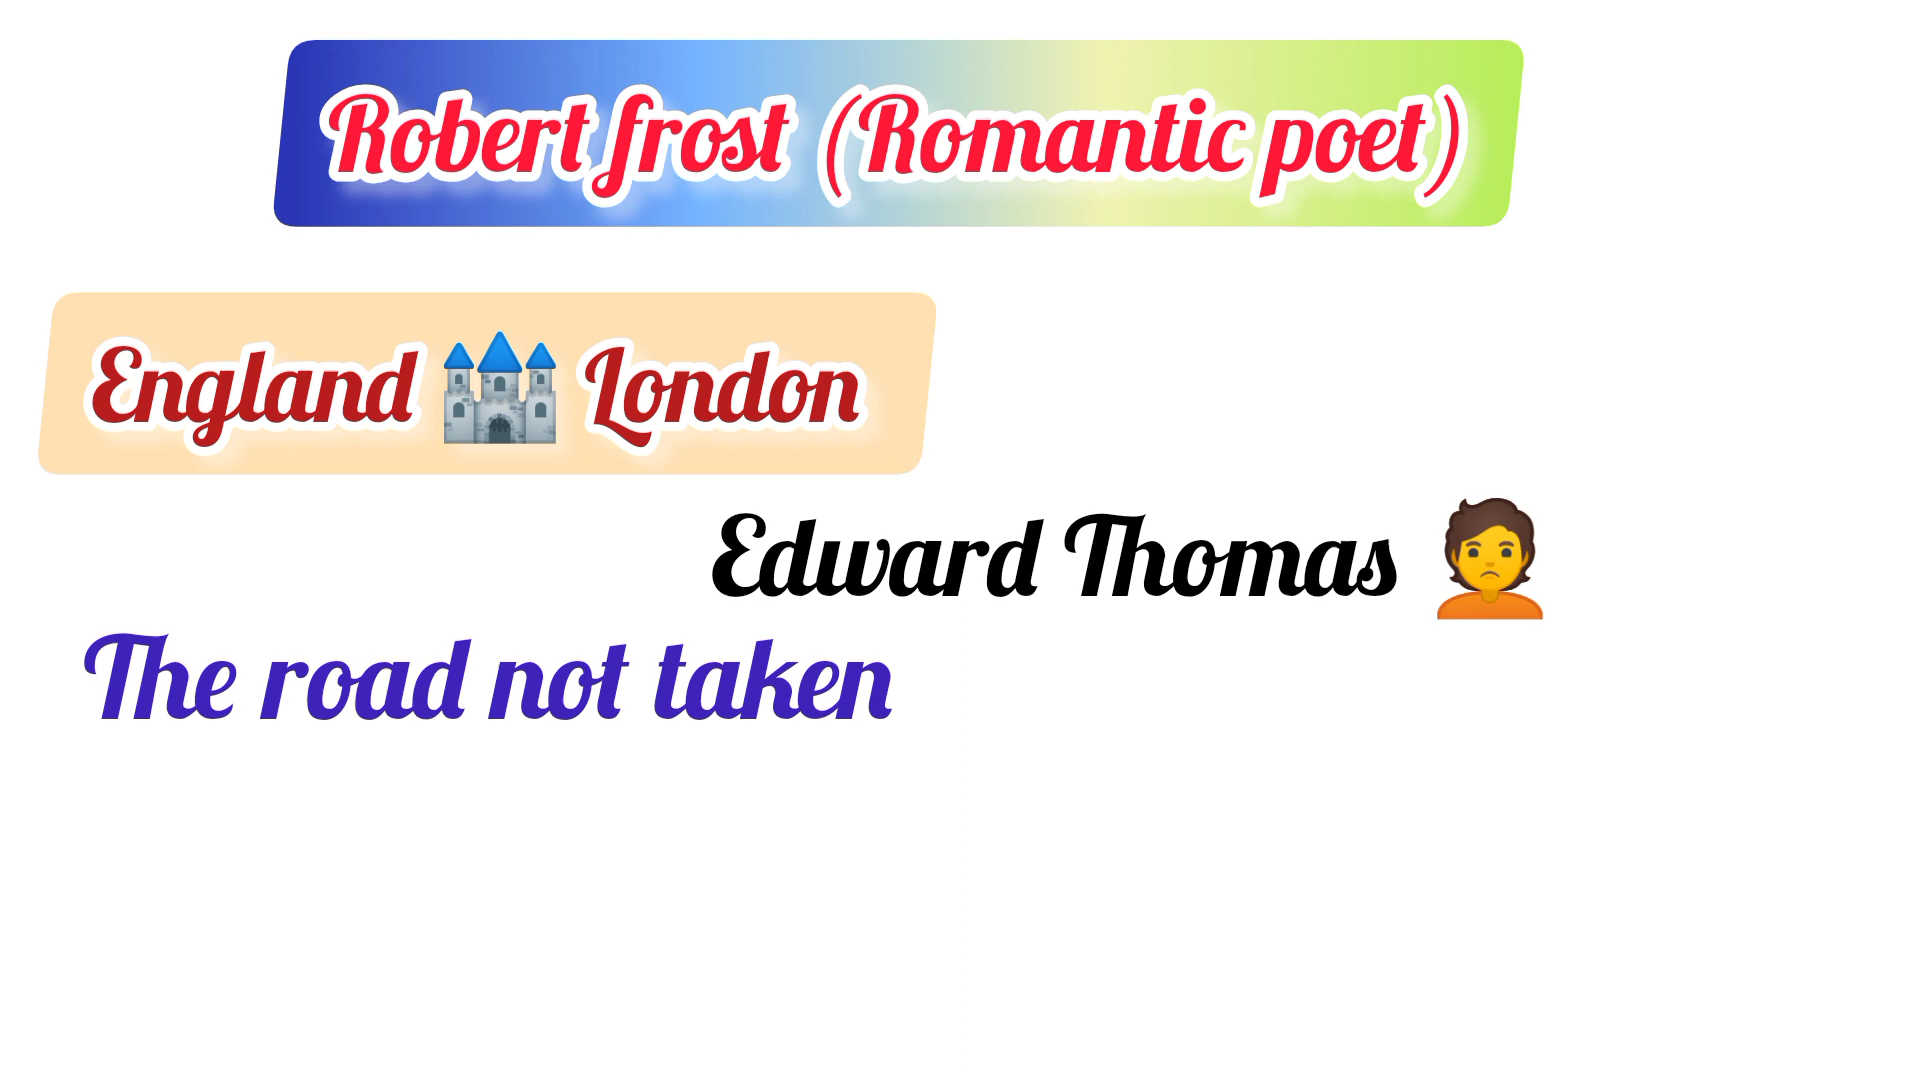 Robert frost (Romantic poet)
England 🏰 London
Edward Thomas 🙎
The road not taken